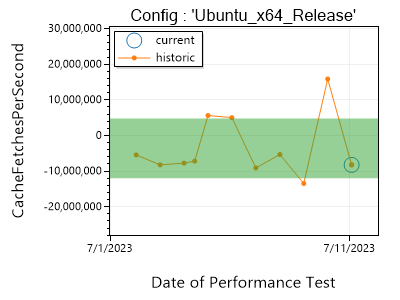 Config : 'Ubuntu_x64_Release'
current
historic
CacheFetchesPerSecond
30,000,000
20,000,000
10,000,000
0
-10,000,000
-20,000,000
7/1/2023
7/11/2023
Date of Performance Test